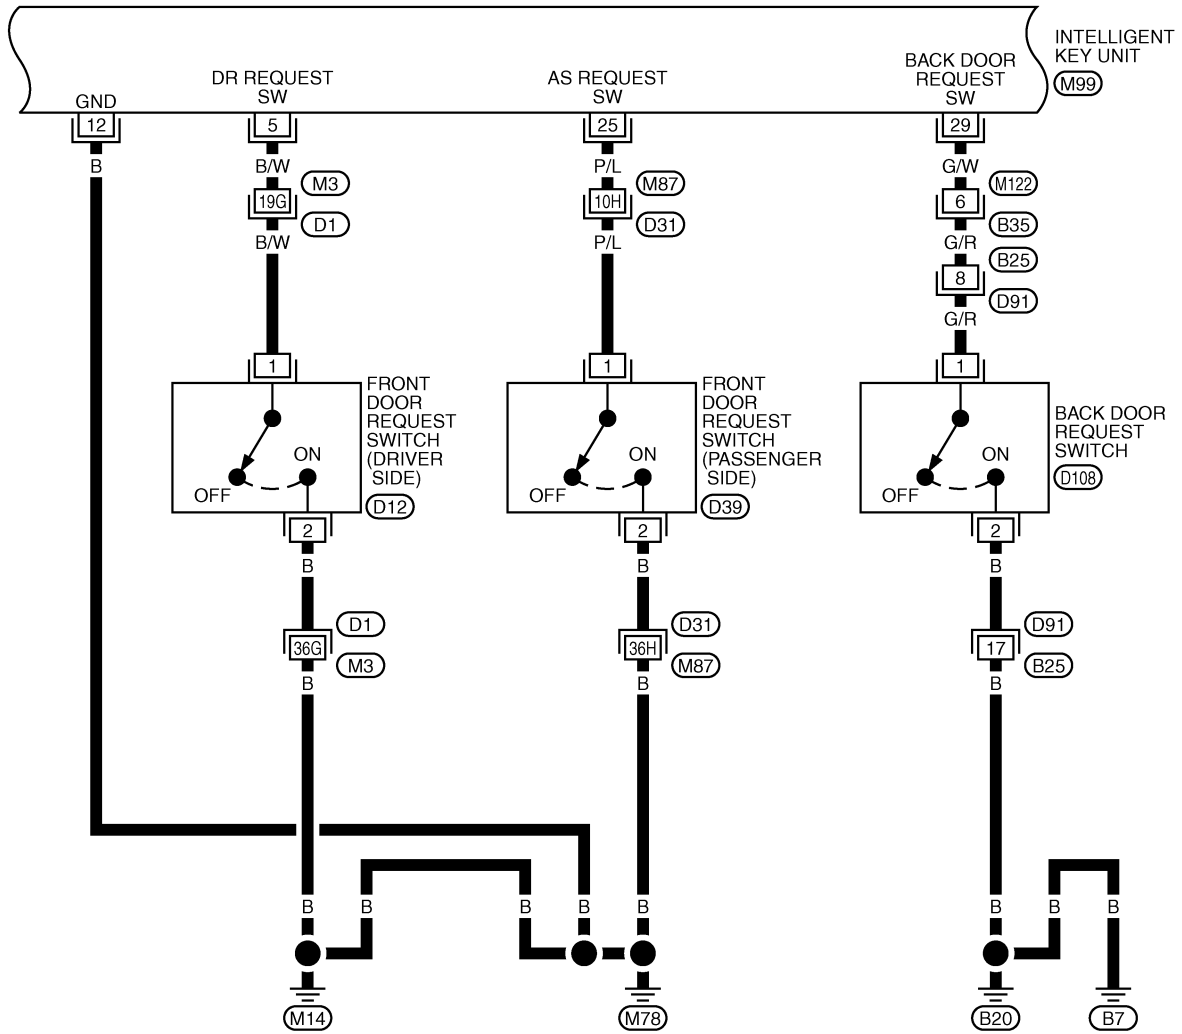 INTELLIGENT
KEY UNIT
M99
GND
DR REQUEST
SW
AS REQUEST
SW
BACK DOOR
REQUEST
SW
12
5
25
29
B
B/W
P/L
G/W
M3
M87
M122
19G
10H
6
D1
D31
B35
B/W
P/L
G/R
B25
8
D91
G/R
1
1
1
FRONT
DOOR
REQUEST
SWITCH
(DRIVER
SIDE)
D12
ON
OFF
FRONT
DOOR
REQUEST
SWITCH
(PASSENGER
SIDE)
D39
ON
OFF
BACK DOOR
REQUEST
SWITCH
D108
ON
OFF
2
2
2
B
B
B
D1
D31
D91
36G
36H
17
M3
M87
B25
B
B
B
B
B
B
B
B
B
B
B
M14
M78
B20
B7